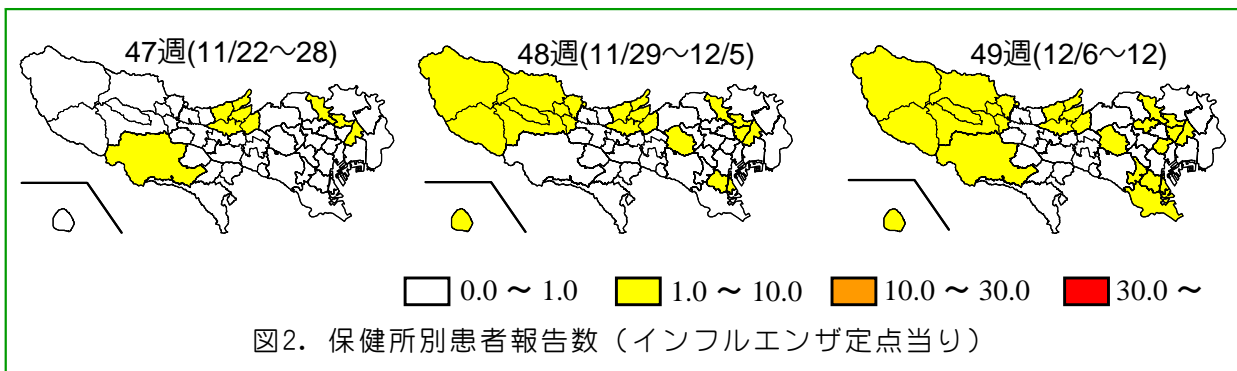 47週(11/22～28)
48週(11/29～12/5)
49週(12/6～12)
0.0 ～ 1.0
1.0 ～ 10.0
10.0 ～ 30.0
30.0 ～
図2. 保健所別患者報告数（インフルエンザ定点当り）